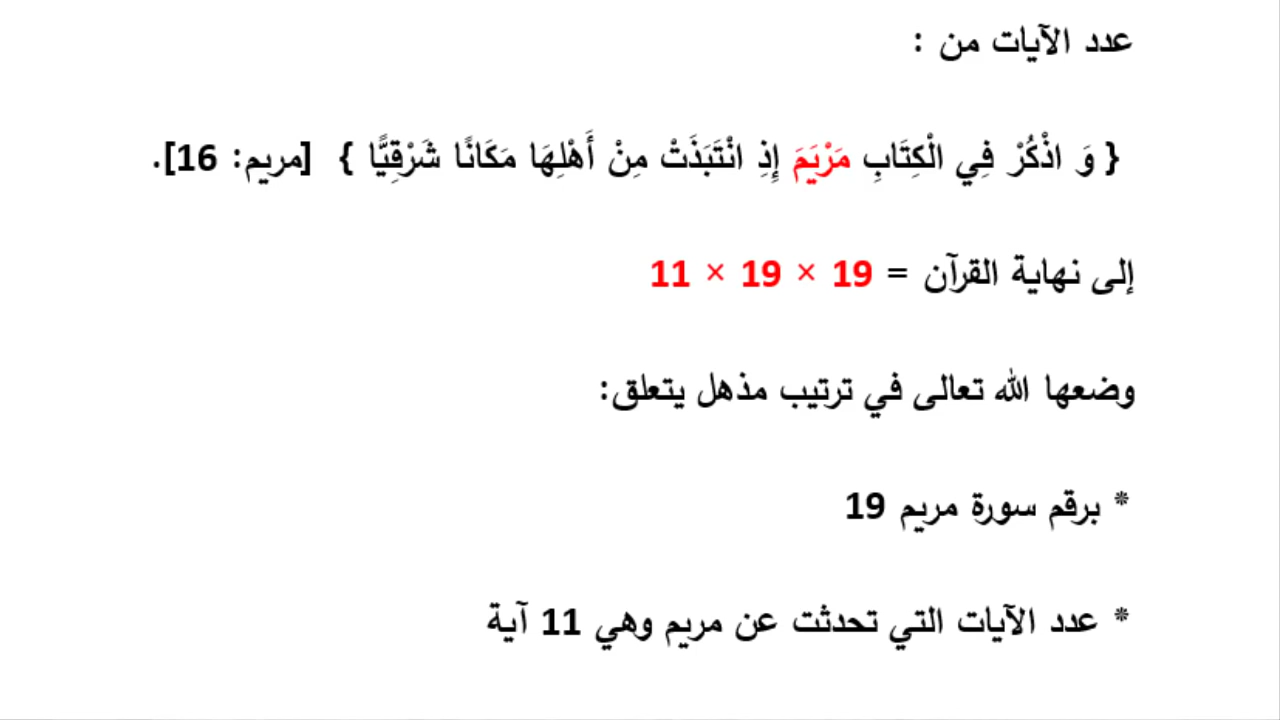 عدد الآيات من :
{ وَ اذْكُرْ فِي الْكِتَابِ مَرْيَمَ إِذِ انْتَبَذَتْ مِنْ أَهْلِهَا مَكَانًا شَرْقِيًّا } [مريم: 16].
إلى نهاية القرآن = 19 × 19 × 11
وضعها الله تعالى في ترتيب مذهل يتعلق:
* برقم سورة مريم 19
* عدد الآيات التي تحدثت عن مريم وهي 11 آية